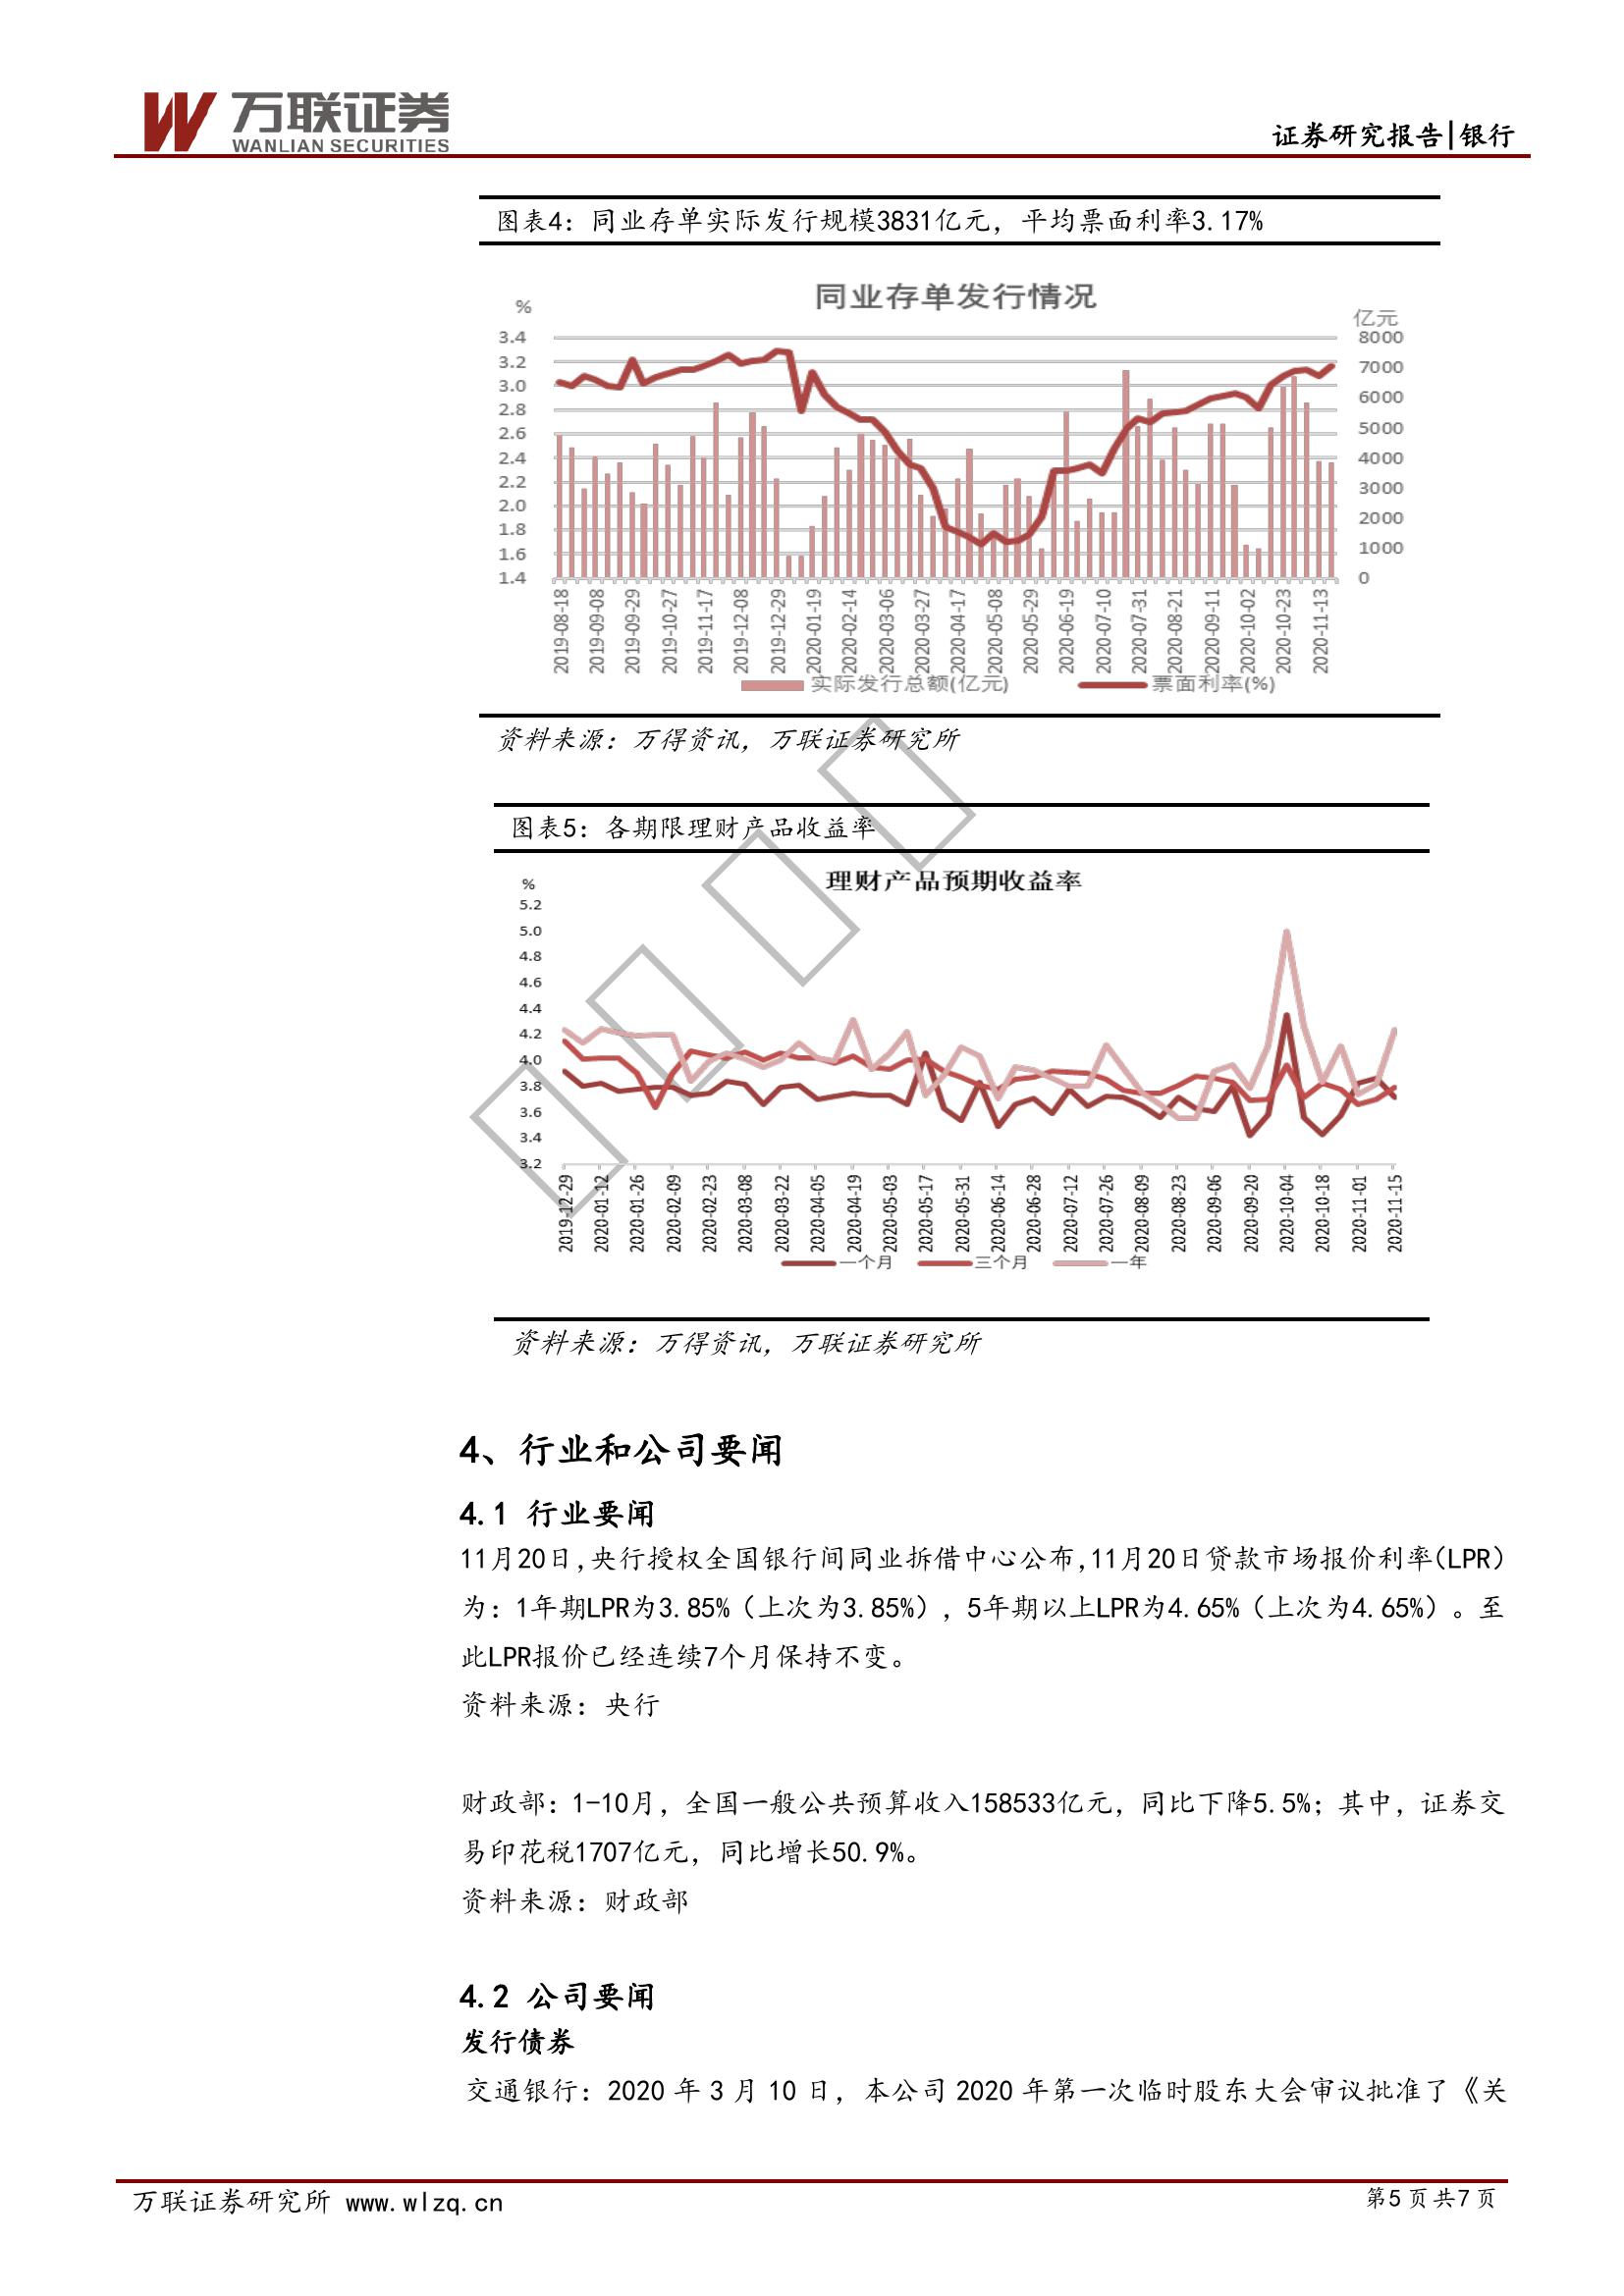 万联证券
WANLIAN SECURITIES
证券研究报告|银行
图表4：同业存单实际发行规模3831亿元，平均票面利率3.17%
同业存单发行情况
%
亿元
3.4
3.2
3.0
2.8
2.6
2.4
2.2
2.0
1.8
1.6
1.4
8000
7000
6000
5000
4000
3000
2000
1000
0
2019-08-18
2019-09-08
2019-09-29
2019-10-27
2019-11-17
2019-12-08
2019-12-29
2020-01-19
2020-02-14
2020-03-06
2020-03-27
2020-04-17
2020-05-08
2020-05-29
2020-06-19
2020-07-10
2020-07-31
2020-08-21
2020-09-11
2020-10-02
2020-10-23
2020-11-13
实际发行总额(亿元)
票面利率(%)
资料来源：万得资讯，万联证券研究所
图表5：各期限理财产品收益率
理财产品预期收益率
%
5.2
5.0
4.8
4.6
4.4
4.2
4.0
3.8
3.6
3.4
3.2
2019-12-29
2020-01-12
2020-01-26
2020-02-09
2020-02-23
2020-03-08
2020-03-22
2020-04-05
2020-04-19
2020-05-03
2020-05-17
2020-05-31
2020-06-14
2020-06-28
2020-07-12
2020-07-26
2020-08-09
2020-08-23
2020-09-06
2020-09-20
2020-10-04
2020-10-18
2020-11-01
2020-11-15
一个月
三个月
一年
资料来源：万得资讯，万联证券研究所
4、行业和公司要闻
4.1 行业要闻
11月20日,央行授权全国银行间同业拆借中心公布,11月20日贷款市场报价利率(LPR)
为：1年期LPR为3.85%（上次为3.85%），5年期以上LPR为4.65%（上次为4.65%）。至
此LPR报价已经连续7个月保持不变。
资料来源：央行
财政部：1-10月，全国一般公共预算收入158533亿元，同比下降5.5%；其中，证券交
易印花税1707亿元，同比增长50.9%。
资料来源：财政部
4.2 公司要闻
发行债券
交通银行：2020 年 3 月 10 日，本公司 2020 年第一次临时股东大会审议批准了《关
万联证券研究所 www.wlzq.cn
第5页共7页